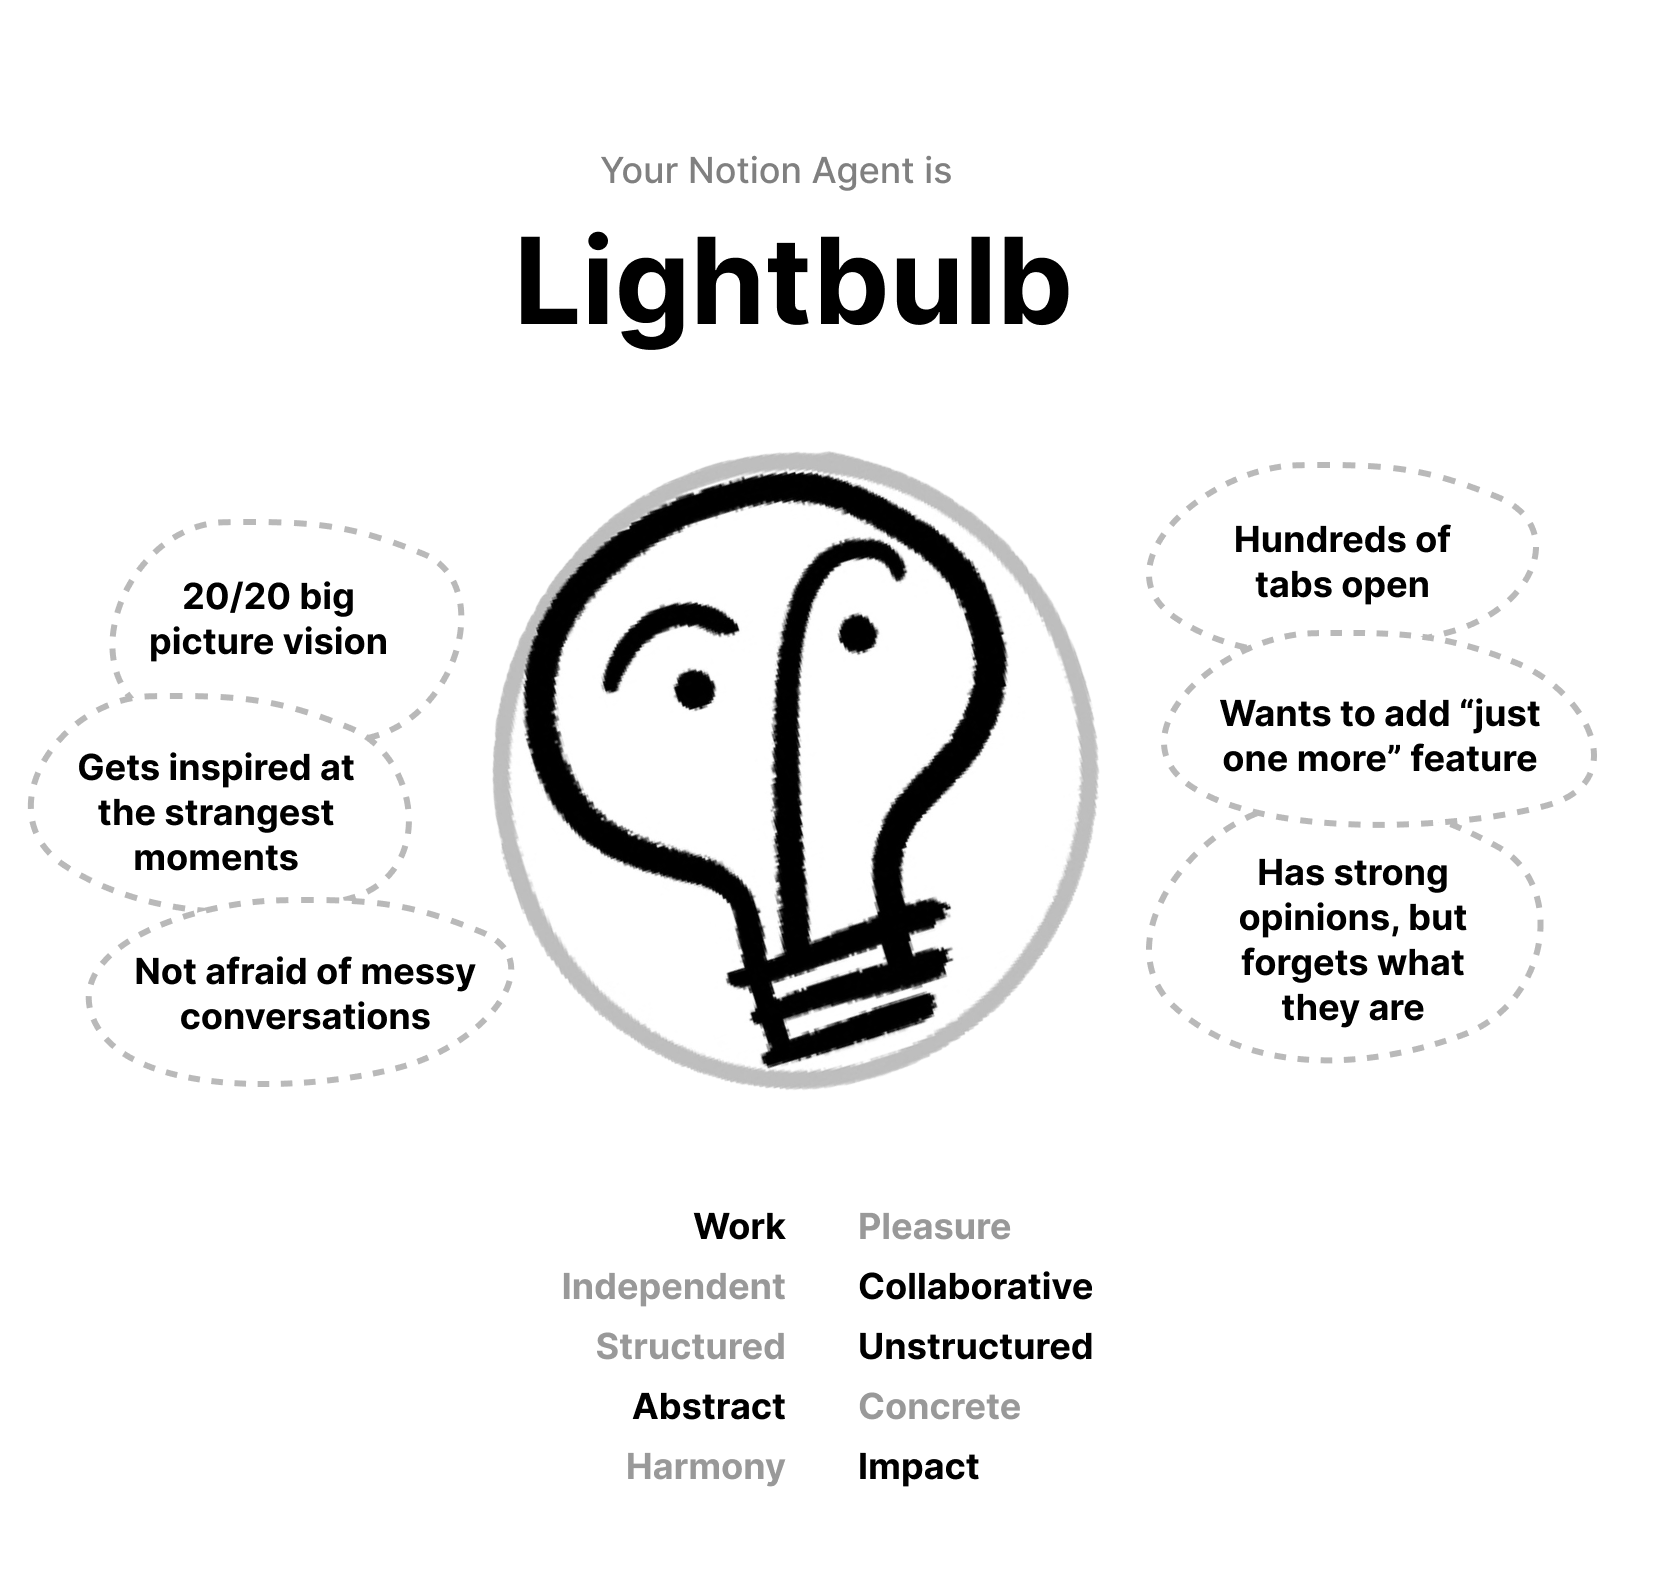 Your Notion Agent is
Lightbulb
20/20 big
picture vision
Gets inspired at
the strangest
moments
Not afraid of messy
conversations
Hundreds of
tabs open
Wants to add “just
one more” feature
Has strong
opinions, but
forgets what
they are
Work Pleasure
Independent Collaborative
Structured Unstructured
Abstract Concrete
Harmony Impact